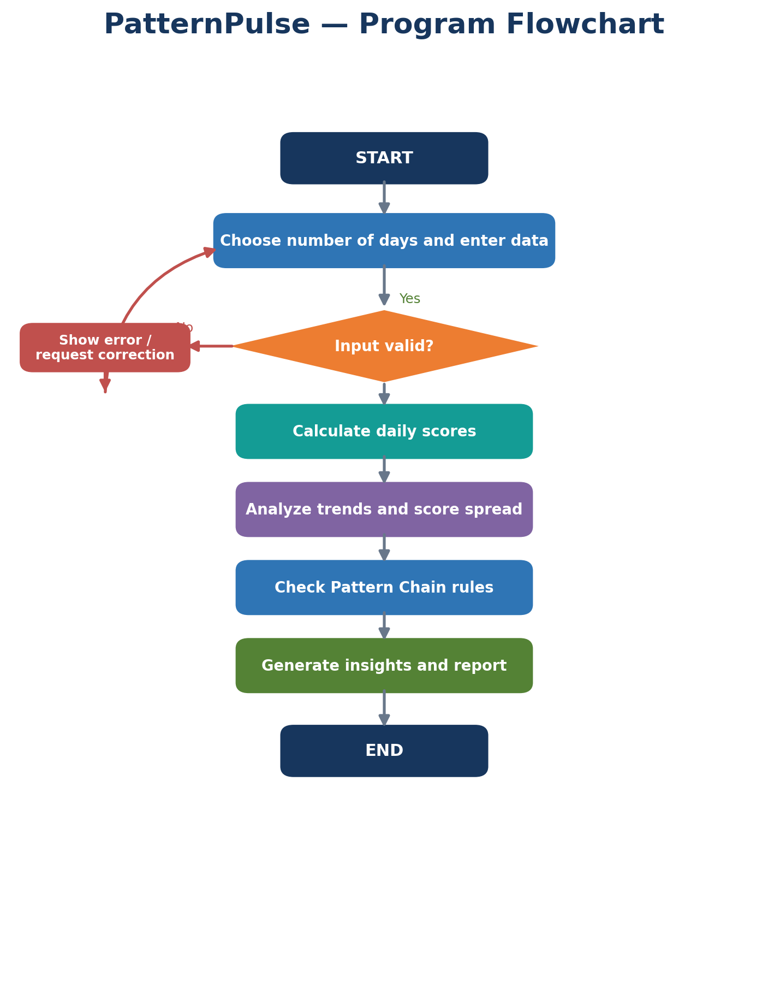 PatternPulse — Program Flowchart
START
Choose number of days and enter data
Yes
No
Show error /
request correction
Input valid?
Calculate daily scores
Analyze trends and score spread
Check Pattern Chain rules
Generate insights and report
END